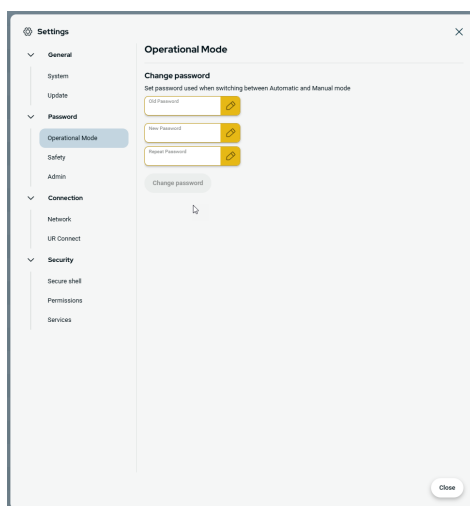 Settings
General
System
Update
Password
Operational Mode
Safety
Admin
Connection
Network
UR Connect
Security
Secure shell
Permissions
Services
Operational Mode
Change password
Set password used when switching between Automatic and Manual mode
Old Password
New Password
Repeat Password
Change password
Close